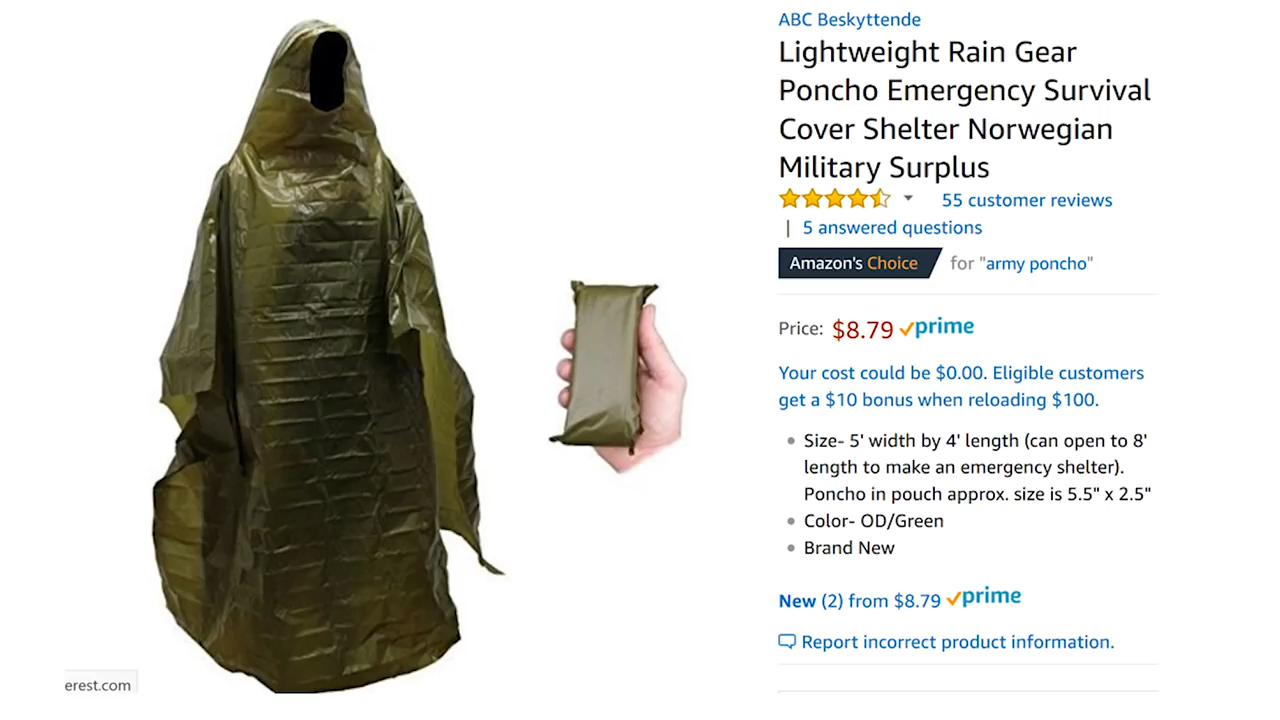 ABC Beskyttende
Lightweight Rain Gear
Poncho Emergency Survival
Cover Shelter Norwegian
Military Surplus
55 customer reviews
| 5 answered questions
Amazon's Choice for "army poncho"
Price: $8.79 prime
Your cost could be $0.00. Eligible customers
get a $10 bonus when reloading $100.
Size- 5' width by 4' length (can open to 8'
length to make an emergency shelter).
Poncho in pouch approx. size is 5.5" x 2.5"
Color- OD/Green
Brand New
New (2) from $8.79 prime
Report incorrect product information.
erest.com